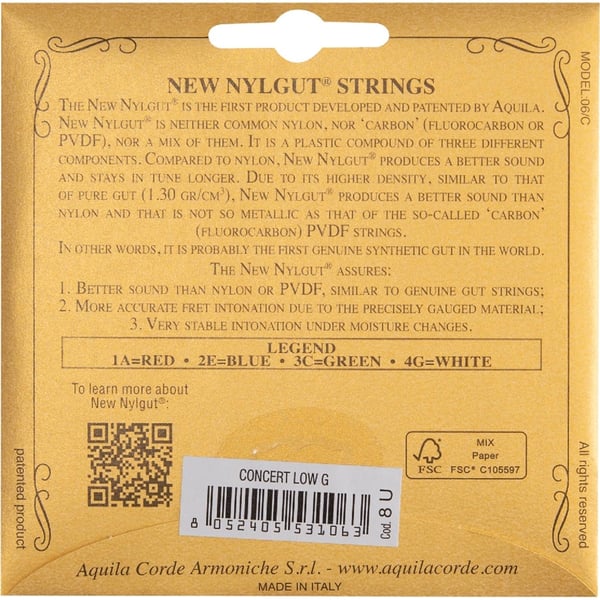 NEW NYLGUT® STRINGS
THE NEW NYLGUT® IS THE FIRST PRODUCT DEVELOPED AND PATENTED BY AQUILA.
NEW NYLGUT® IS NEITHER COMMON NYLON, NOR ‘CARBON’ (FLUOROCARBON OR
PVDF), NOR A MIX OF THEM. IT IS A PLASTIC COMPOUND OF THREE DIFFERENT
COMPONENTS. COMPARED TO NYLON, NEW NYLGUT® PRODUCES A BETTER SOUND
AND STAYS IN TUNE LONGER. DUE TO ITS HIGHER DENSITY, SIMILAR TO THAT
OF PURE GUT (1.30 GR/CM³), NEW NYLGUT® PRODUCES A BETTER SOUND THAN
NYLON AND THAT IS NOT SO METALLIC AS THAT OF THE SO-CALLED ‘CARBON’
(FLUOROCARBON) PVDF STRINGS.
IN OTHER WORDS, IT IS PROBABLY THE FIRST GENUINE SYNTHETIC GUT IN THE WORLD.
THE NEW NYLGUT® ASSURES:
1. BETTER SOUND THAN NYLON OR PVDF, SIMILAR TO GENUINE GUT STRINGS;
2. MORE ACCURATE FRET INTONATION DUE TO THE PRECISELY GAUGED MATERIAL;
3. VERY STABLE INTONATION UNDER MOISTURE CHANGES.
LEGEND
1A=RED • 2E=BLUE • 3C=GREEN • 4G=WHITE
To learn more about
New Nylgut®:
MIX
Paper
FSC® C105597
FSC
CONCERT LOW G
8 052405 531063
Cod. 8 U
Aquila Corde Armoniche S.r.l. - www.aquilacorde.com
MADE IN ITALY
MODEL.06/C
patented product
All rights reserved